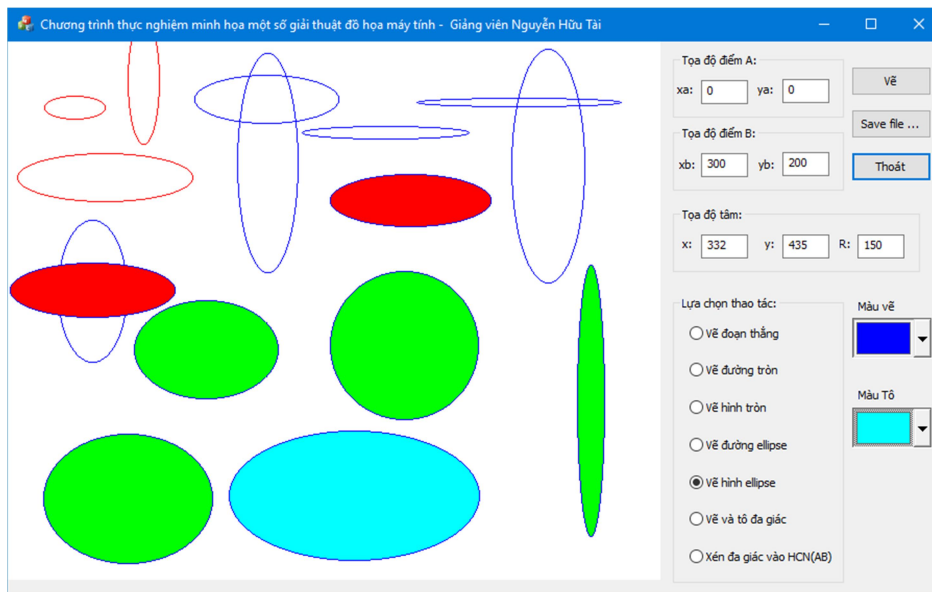 Chương trình thực nghiệm minh họa một số giải thuật đồ họa máy tính - Giảng viên Nguyễn Hữu Tài
Tọa độ điểm A:
xa: 0 ya: 0
Vẽ
Save file ...
Tọa độ điểm B:
xb: 300 yb: 200
Thoát
Tọa độ tâm:
x: 332 y: 435 R: 150
Lựa chọn thao tác:
Màu vẽ
Vẽ đoạn thẳng
Vẽ đường tròn
Màu Tô
Vẽ hình tròn
Vẽ đường ellipse
Vẽ hình ellipse
Vẽ và tô đa giác
Xén đa giác vào HCN(AB)